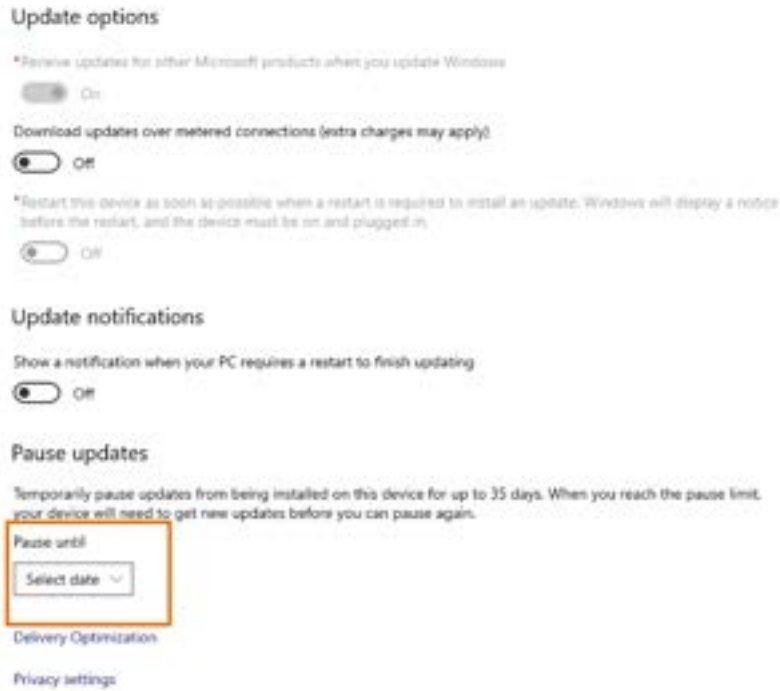 Update options
*Receive updates for other Microsoft products when you update Windows
On
Download updates over metered connections (extra charges may apply)
Off
*Restart this device as soon as possible when a restart is required to install an update. Windows will display a notice
before the restart, and the device must be on and plugged in.
Off
Update notifications
Show a notification when your PC requires a restart to finish updating
Off
Pause updates
Temporarily pause updates from being installed on this device for up to 35 days. When you reach the pause limit,
your device will need to get new updates before you can pause again.
Pause until
Select date
Delivery Optimization
Privacy settings